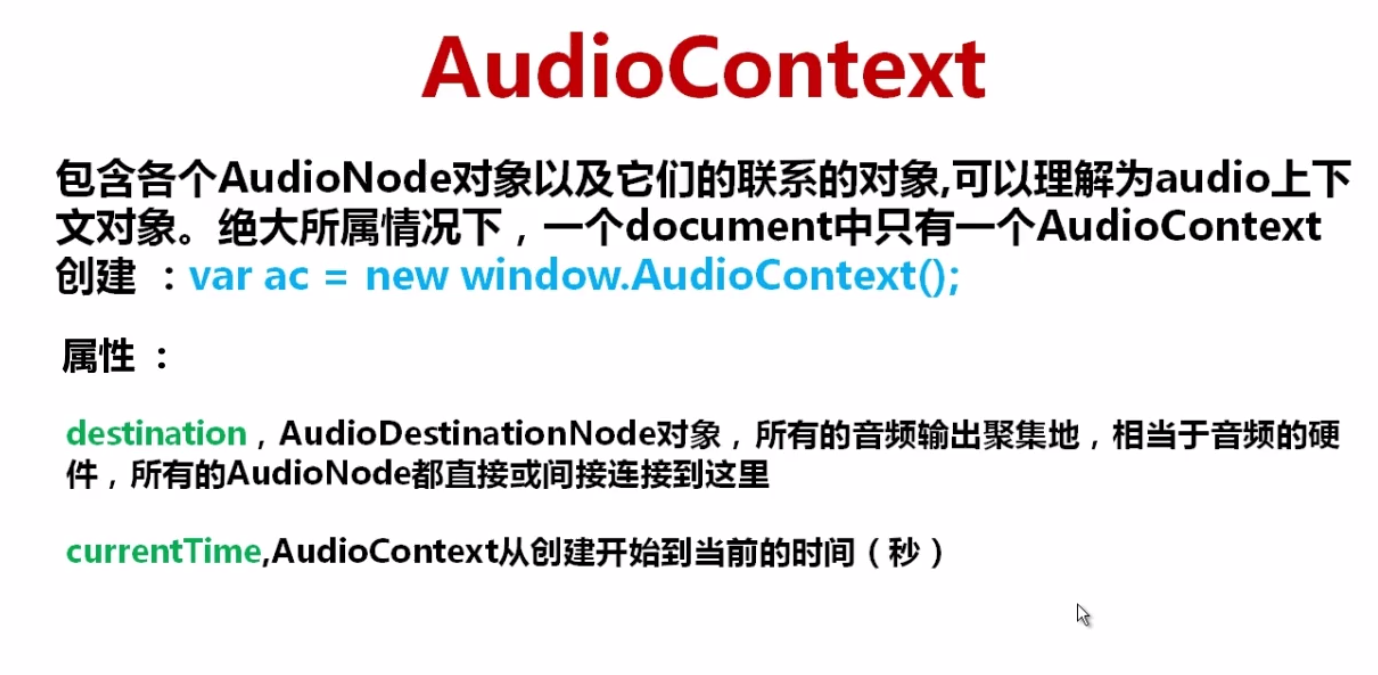 AudioContext
包含各个AudioNode对象以及它们的联系的对象,可以理解为audio上下
文对象。绝大所属情况下，一个document中只有一个AudioContext
创建 ：var ac = new window.AudioContext();
属性 ：
destination，AudioDestinationNode对象，所有的音频输出聚集地，相当于音频的硬
件，所有的AudioNode都直接或间接连接到这里
currentTime,AudioContext从创建开始到当前的时间（秒）